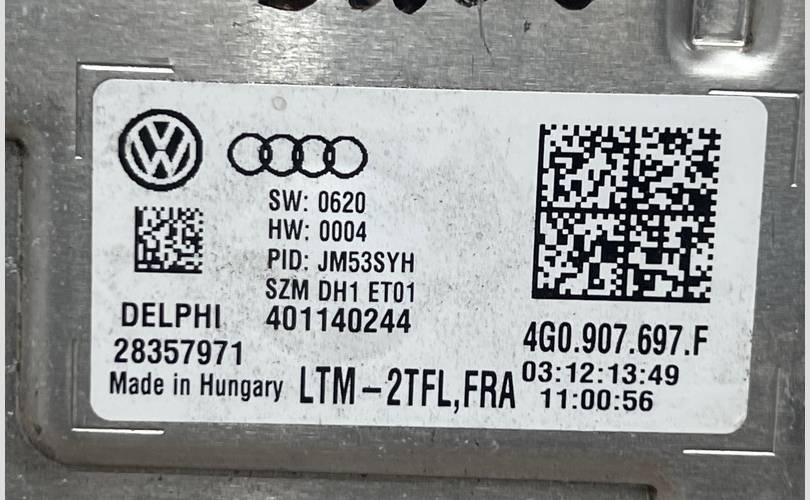 SW: 0620
HW: 0004
PID: JM53SYH
SZM DH1 ET01
DELPHI 401140244
28357971
Made in Hungary LTM-2TFL,FRA
4G0.907.697.F
03:12:13:49
11:00:56